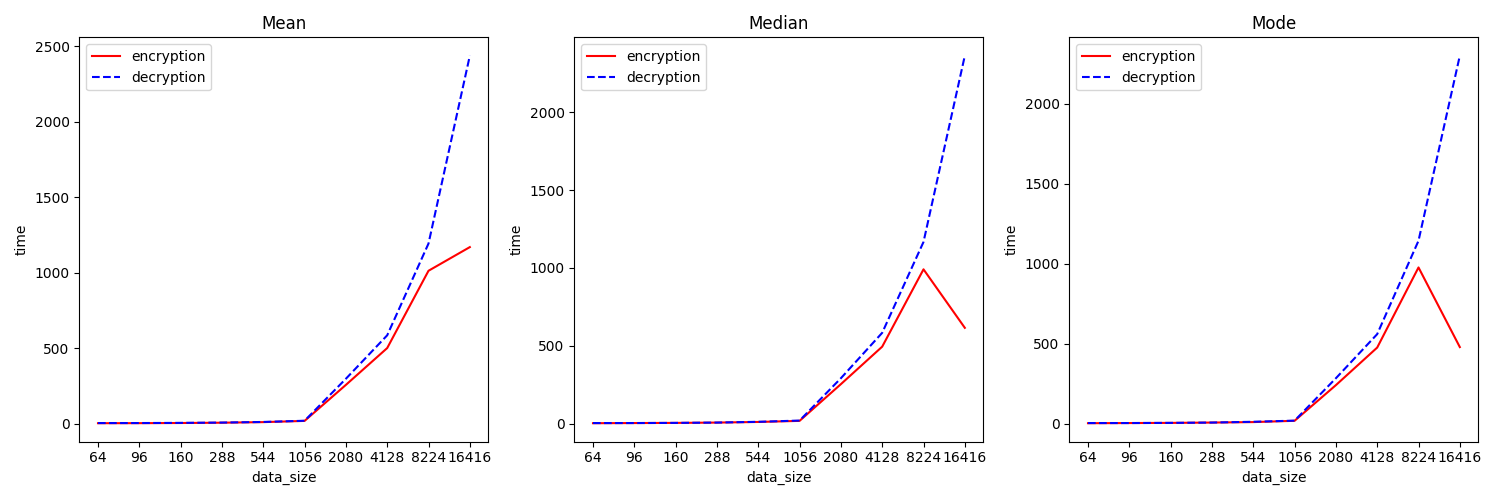 Mean
encryption
decryption
2500
2000
1500
1000
500
0
time
64 96 160 288 544 1056 2080 4128 8224 16416
data_size
Median
encryption
decryption
2000
1500
1000
500
0
time
64 96 160 288 544 1056 2080 4128 8224 16416
data_size
Mode
encryption
decryption
2000
1500
1000
500
0
time
64 96 160 288 544 1056 2080 4128 8224 16416
data_size